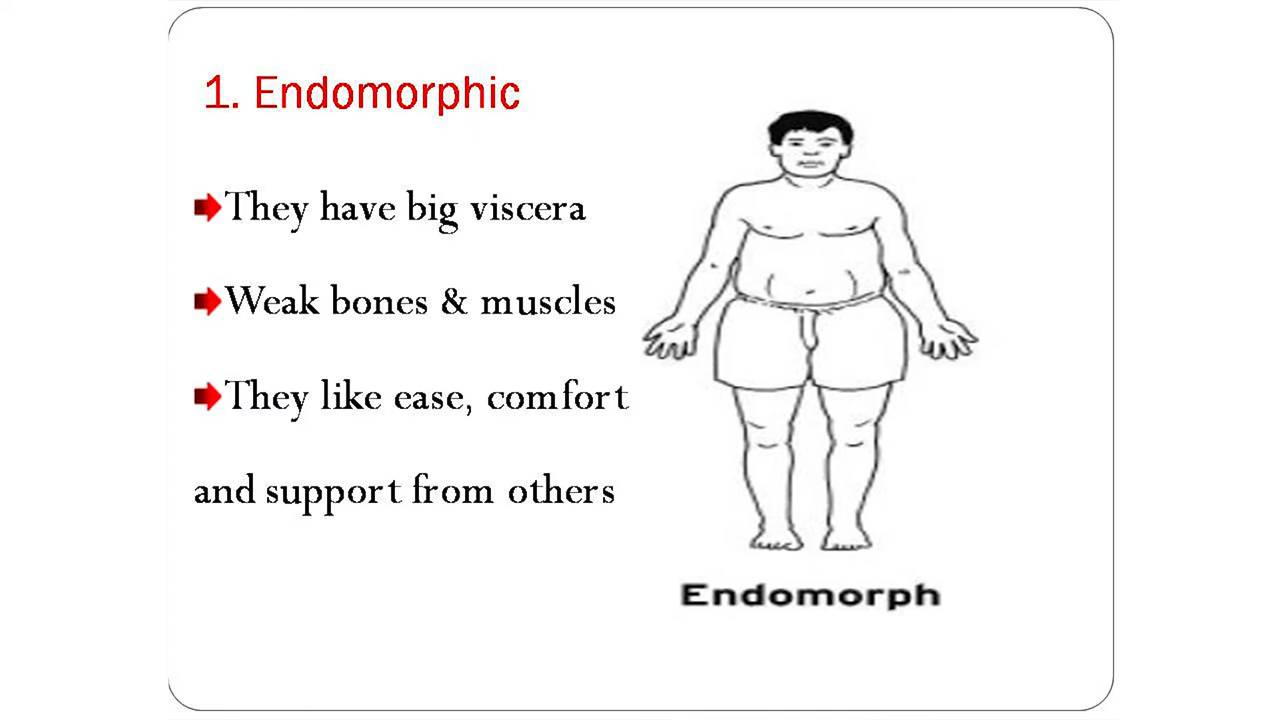 1. Endomorphic
They have big viscera
Weak bones & muscles
They like ease, comfort
and support from others
Endomorph